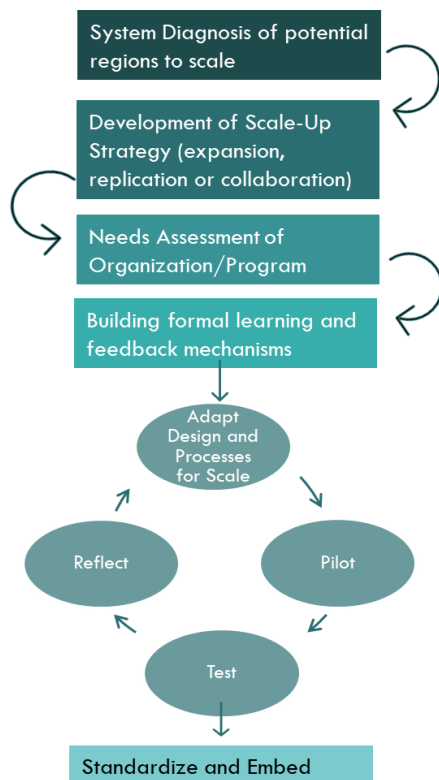 System Diagnosis of potential
regions to scale
Development of Scale-Up
Strategy (expansion,
replication or collaboration)
Needs Assessment of
Organization/Program
Building formal learning and
feedback mechanisms
Adapt
Design and
Processes
for Scale
Reflect
Pilot
Test
Standardize and Embed